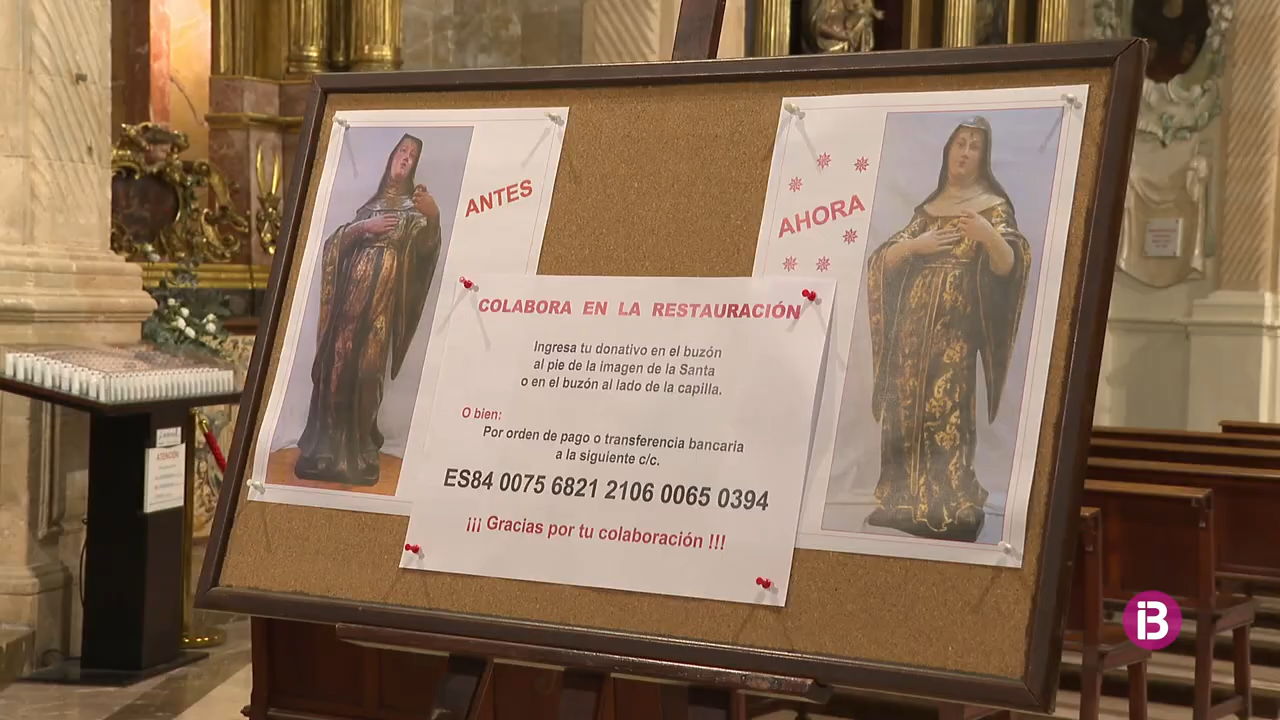 ANTES
AHORA
COLABORA EN LA RESTAURACIÓN
Ingresa tu donativo en el buzón
al pie de la imagen de la Santa
o en el buzón al lado de la capilla.
O bien:
Por orden de pago o transferencia bancaria
a la siguiente c/c.
ES84 0075 6821 2106 0065 0394
¡¡¡ Gracias por tu colaboración !!!
ATENCIÓN
IB